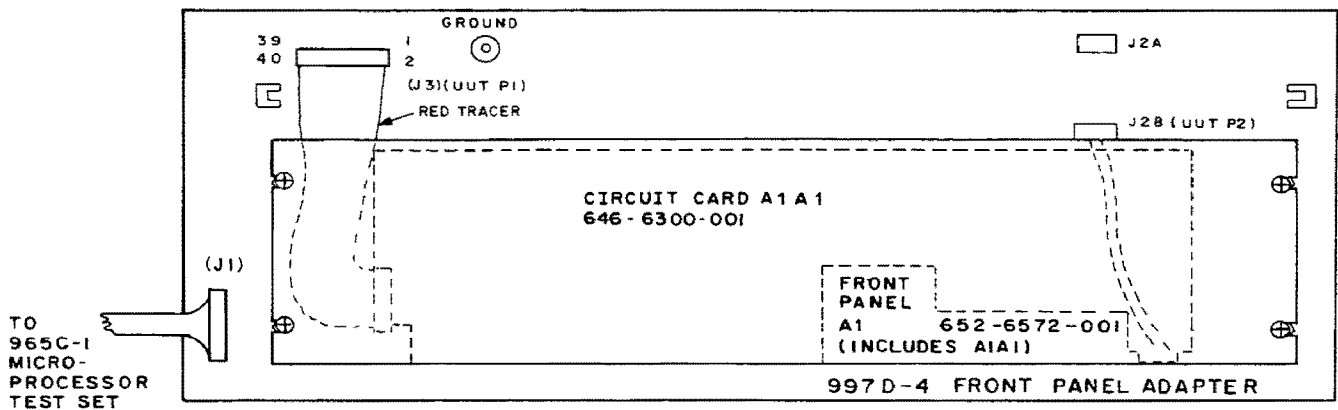 GROUND
39 1
40 2
(J3)(UUT P1)
RED TRACER
J2A
J2B (UUT P2)
CIRCUIT CARD A1A1
646-6300-001
(J1)
TO
965C-1
MICRO-
PROCESSOR
TEST SET
FRONT
PANEL
A1 652-6572-001
(INCLUDES A1A1)
997D-4 FRONT PANEL ADAPTER